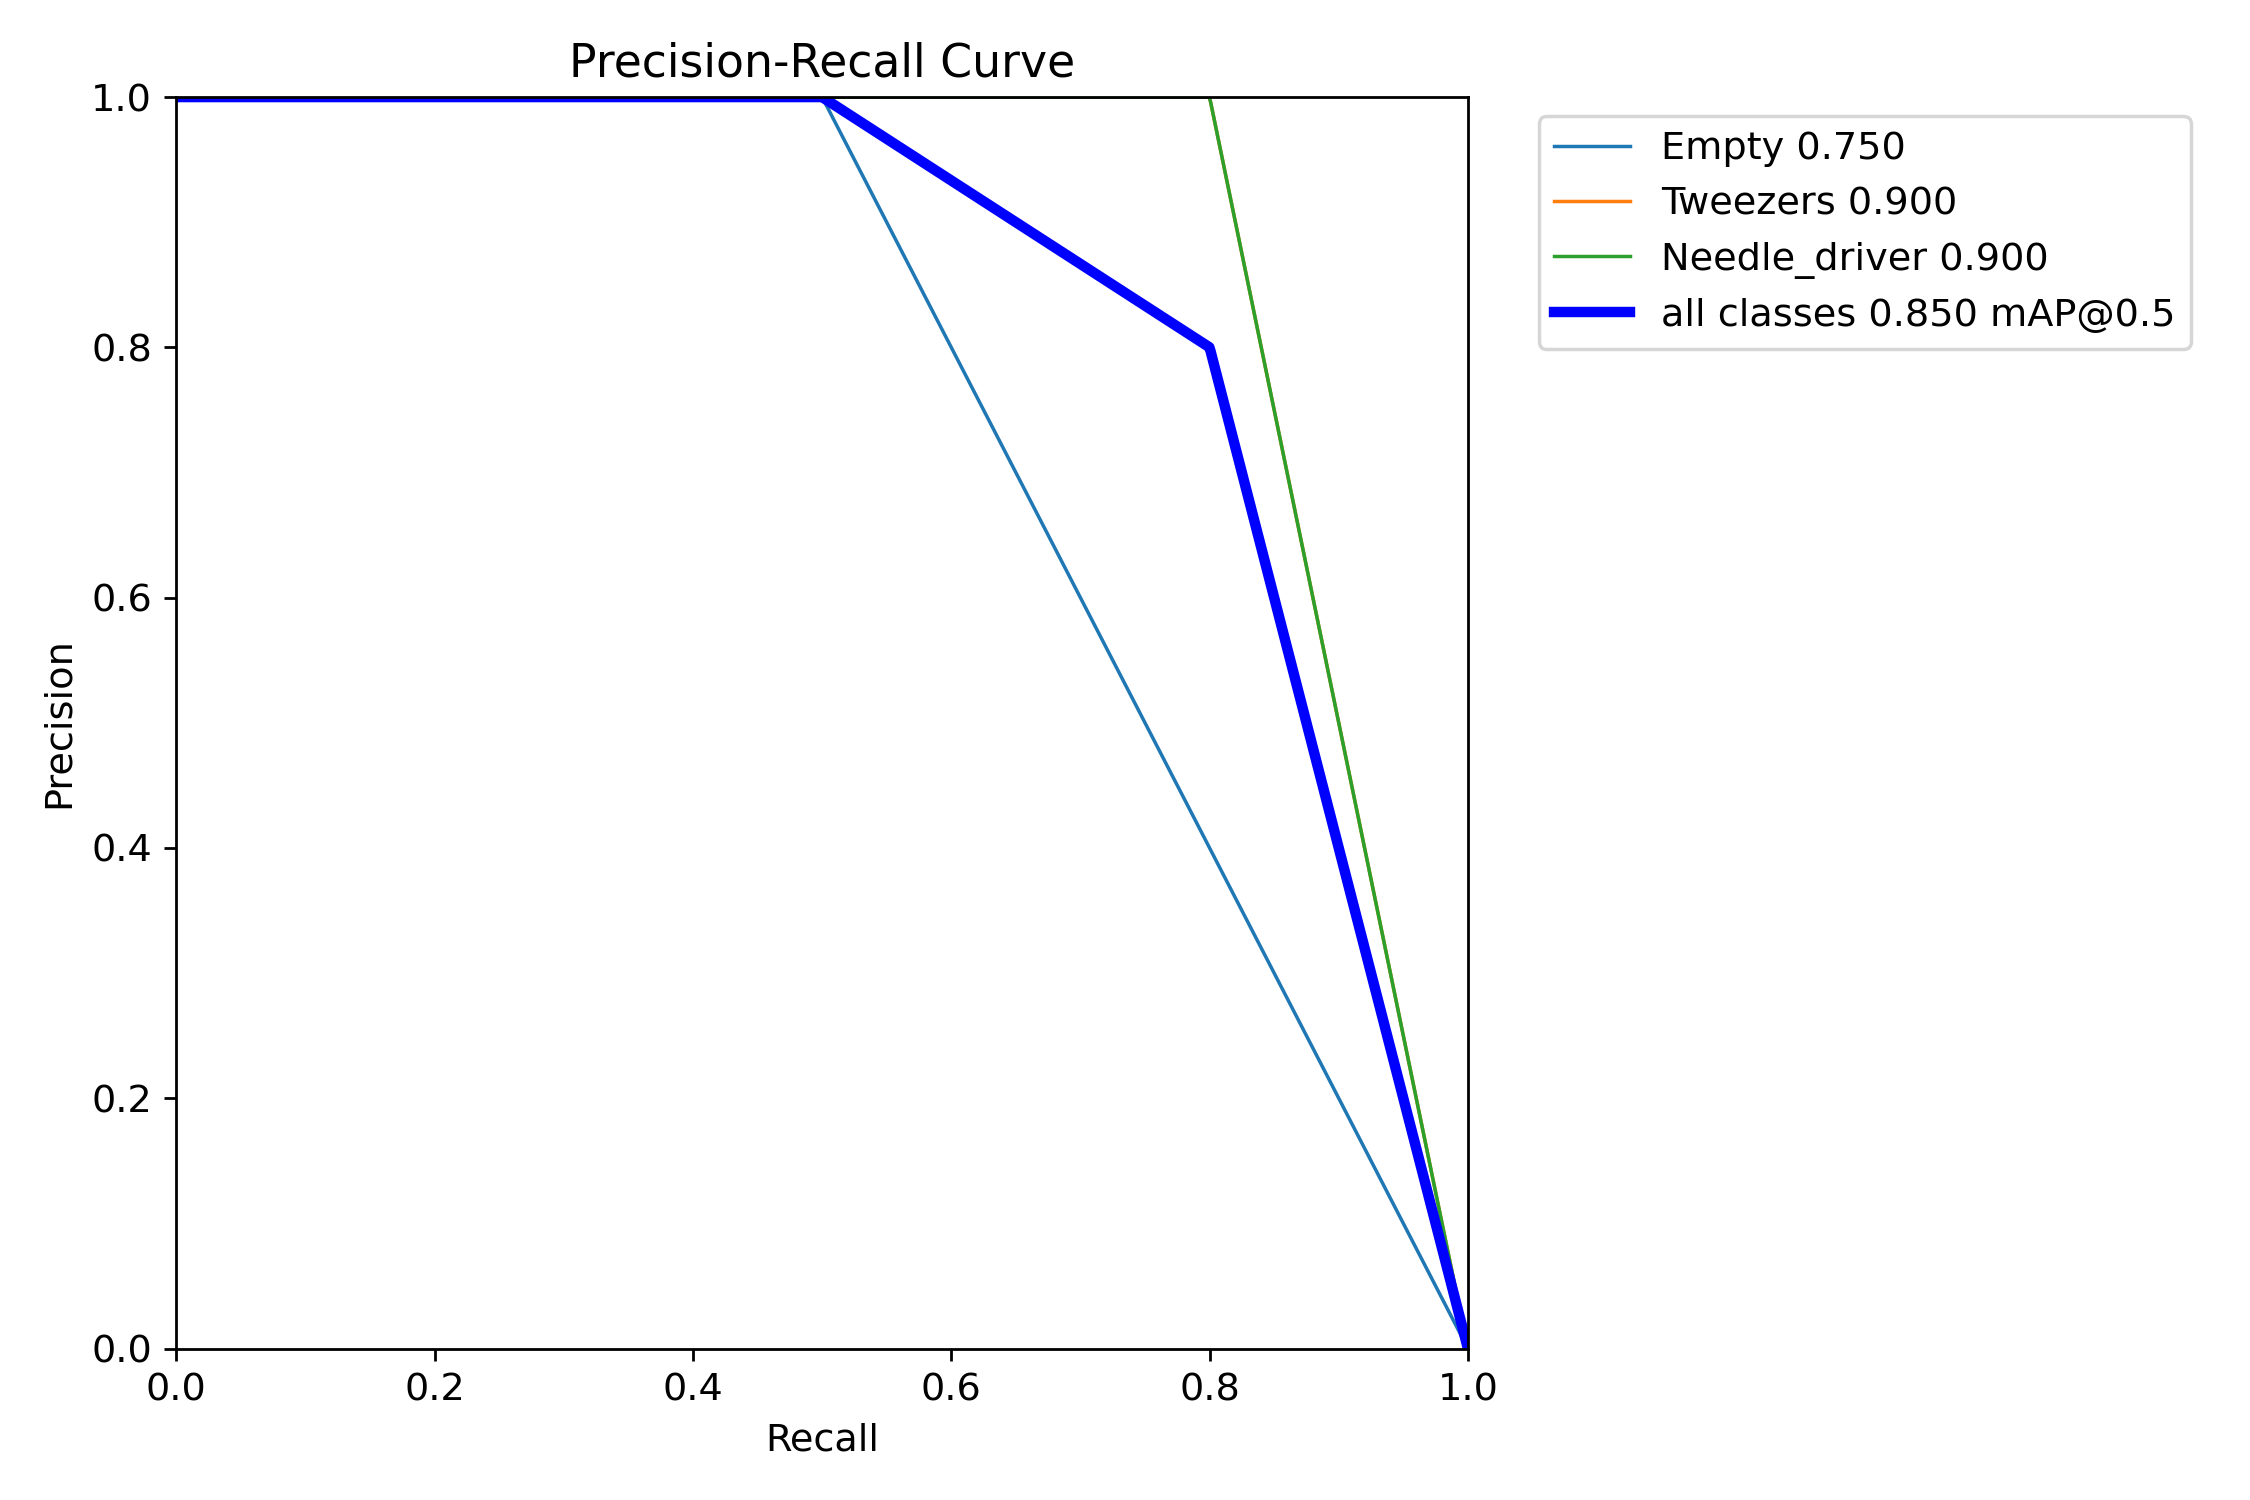 Precision-Recall Curve
1.0
0.8
0.6
0.4
0.2
0.0
Precision
0.0 0.2 0.4 0.6 0.8 1.0
Recall
Empty 0.750
Tweezers 0.900
Needle_driver 0.900
all classes 0.850 mAP@0.5